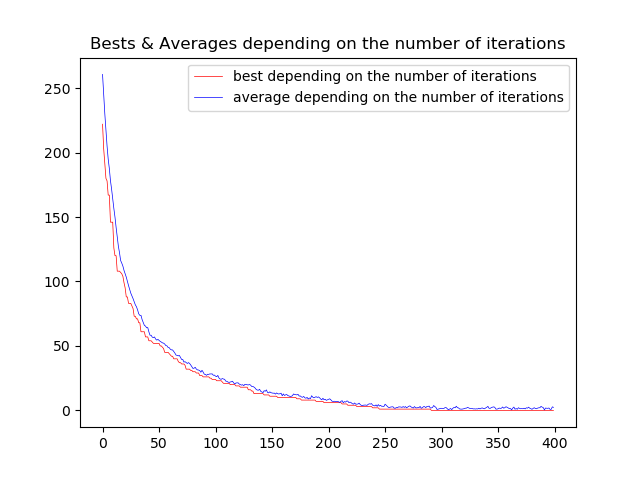 Bests & Averages depending on the number of iterations
best depending on the number of iterations
average depending on the number of iterations
250
200
150
100
50
0
0 50 100 150 200 250 300 350 400